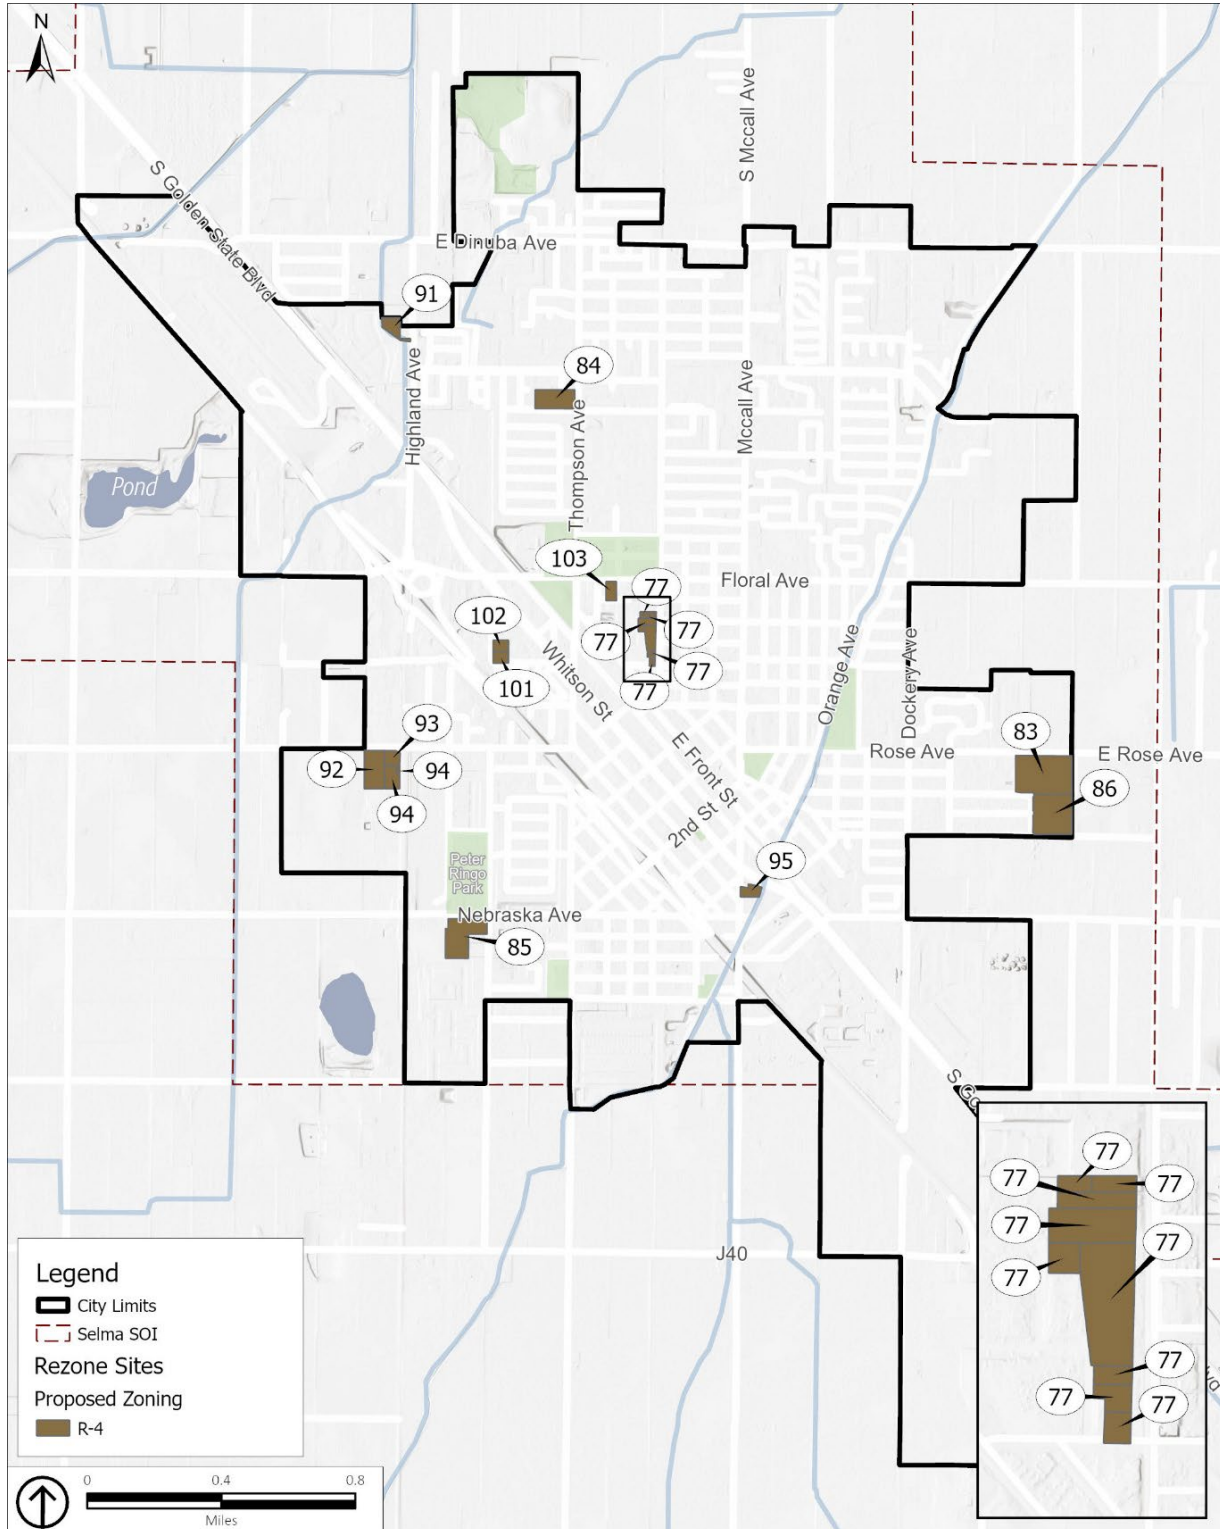 N
S Mccall Ave
S Golden State Blvd
E Dinuba Ave
91
84
Highland Ave
Thompson Ave
Mccall Ave
Pond
103
77
Floral Ave
77
77
102
77
101
77
Whitson St
Orange Ave
Dockery Ave
93
92
94
94
E Front St
Rose Ave
83
E Rose Ave
86
2nd St
Peter
Ringo
Park
95
Nebraska Ave
85
S Go
77
77
77
77
77
77
77
77
77
J40
Legend
City Limits
Selma SOI
Rezone Sites
Proposed Zoning
R-4
0 0.4 0.8
Miles